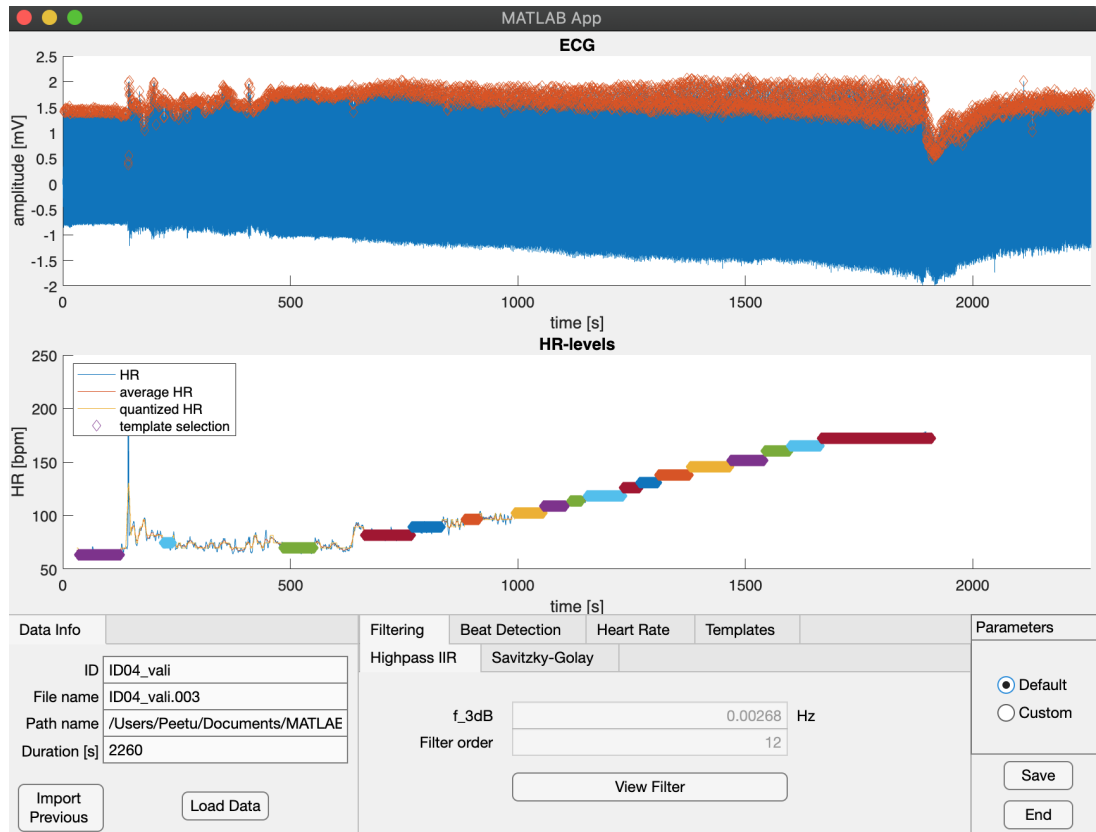 MATLAB App
ECG
2.5
2
1.5
1
0.5
0
-0.5
-1
-1.5
-2
amplitude [mV]
0 500 1000 1500 2000
time [s]
HR-levels
250
200
150
100
50
HR [bpm]
HR
average HR
quantized HR
template selection
0 500 1000 1500 2000
time [s]
Data Info
ID ID04_vali
File name ID04_vali.003
Path name /Users/Peetu/Documents/MATLAE
Duration [s] 2260
Import
Previous
Load Data
Filtering Beat Detection Heart Rate Templates
Highpass IIR Savitzky-Golay
f_3dB 0.00268 Hz
Filter order 12
View Filter
Parameters
Default
Custom
Save
End